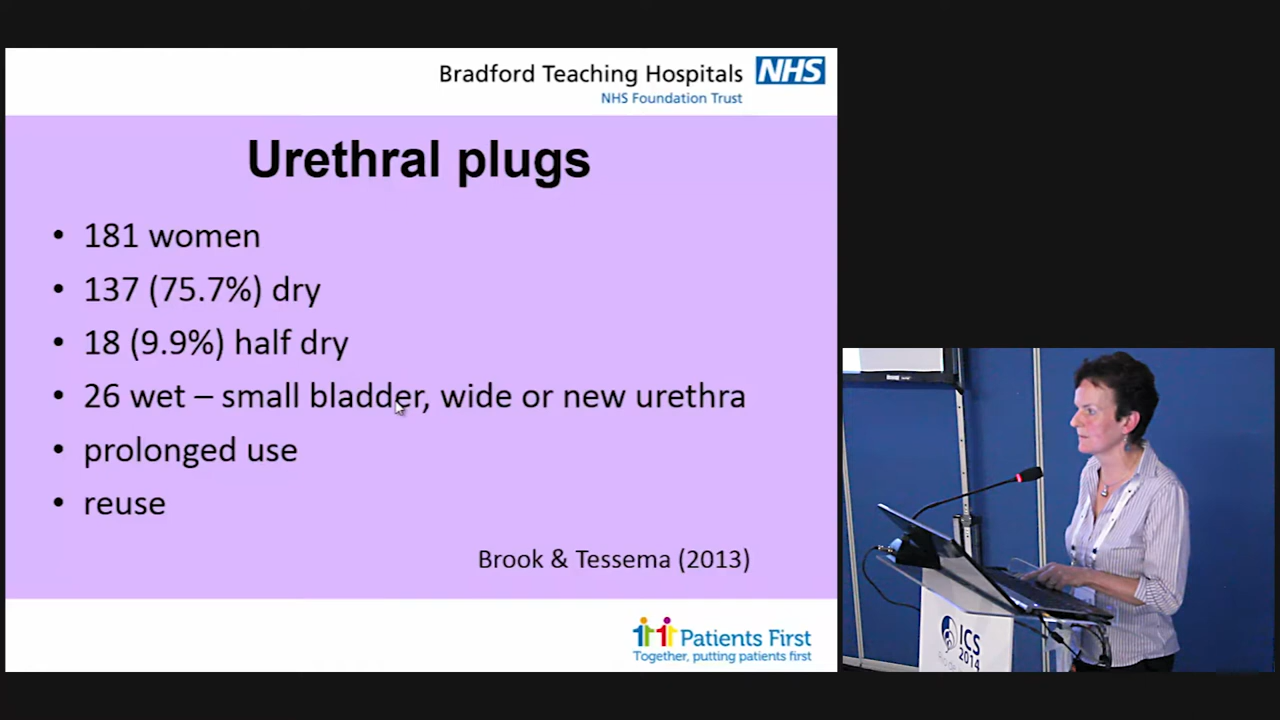 Bradford Teaching Hospitals NHS
NHS Foundation Trust
Urethral plugs
• 181 women
• 137 (75.7%) dry
• 18 (9.9%) half dry
• 26 wet – small bladder, wide or new urethra
• prolonged use
• reuse
Brook & Tessema (2013)
Patients First
Together, putting patients first
ICS
2014